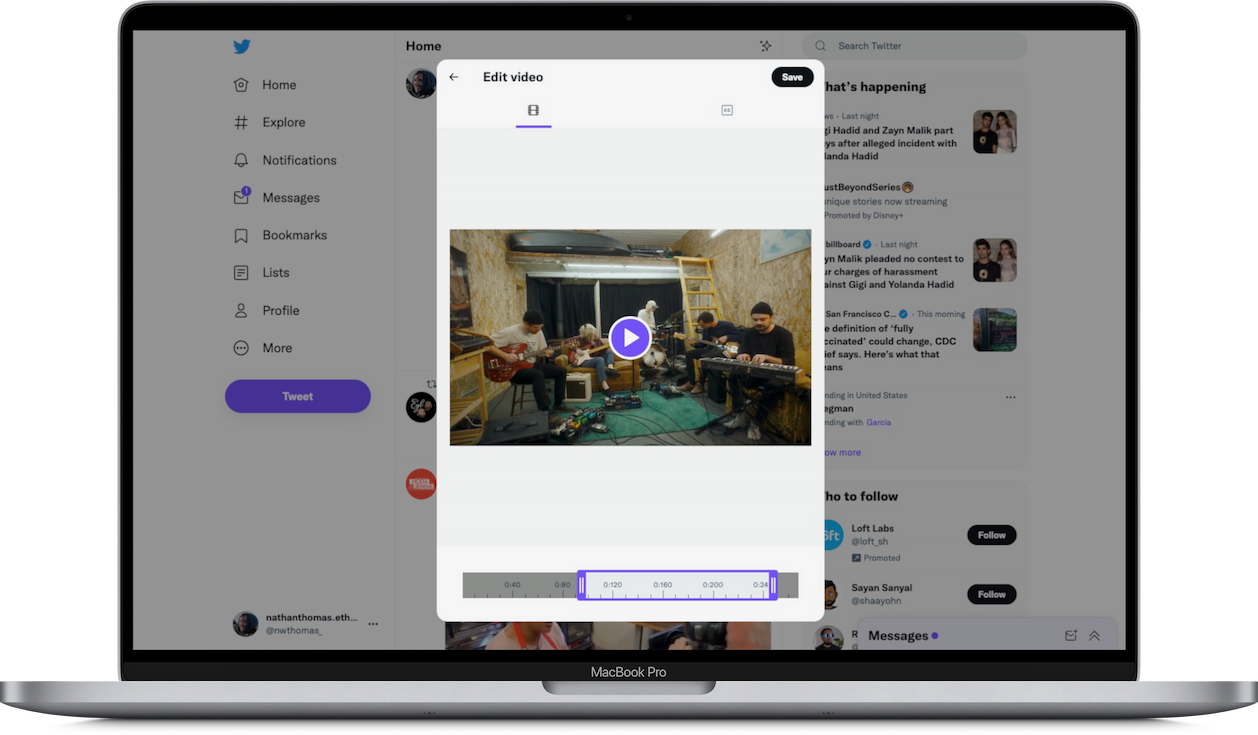 Home
Explore
Notifications
Messages
1
Bookmarks
Lists
Profile
More
Tweet
nathanthomas.eth...
@nwthomas_
Home
Edit video
Save
CC
0:40
0:80
0:120
0:160
0:200
0:24
Search Twitter
hat's happening
ws · Last night
gi Hadid and Zayn Malik part
ys after alleged incident with
landa Hadid
ustBeyondSeries
nique stories now streaming
Promoted by Disney+
billboard · Last night
yn Malik pleaded no contest to
ur charges of harassment
ainst Gigi and Yolanda Hadid
San Francisco C... · This morning
e definition of 'fully
ccinated' could change, CDC
ief says. Here's what that
eans
nding in United States
egman
nding with Garcia
ow more
ho to follow
Loft Labs
@loft_sh
Promoted
Follow
Sayan Sanyal
@shaayohn
Follow
R
@
Messages
MacBook Pro